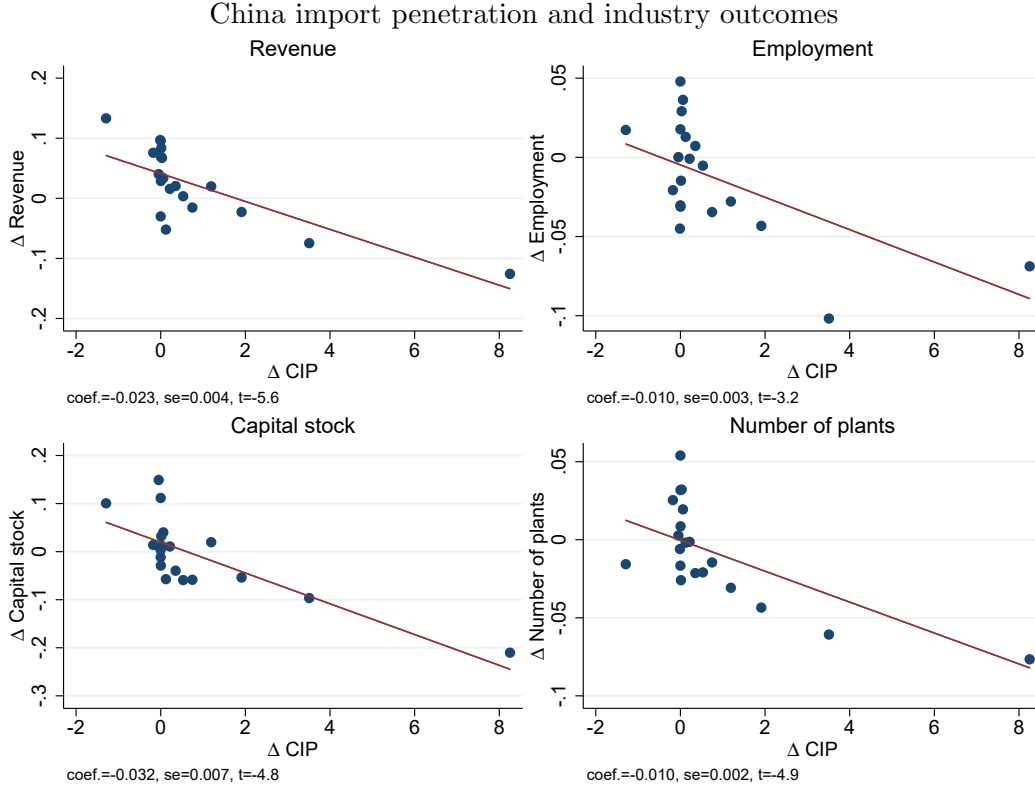 China import penetration and industry outcomes
Revenue
Δ Revenue
.2
.1
0
-.1
-.2
-2 0 2 4 6 8
Δ CIP
coef.=-0.023, se=0.004, t=-5.6
Employment
Δ Employment
.05
0
-.05
-.1
-2 0 2 4 6 8
Δ CIP
coef.=-0.010, se=0.003, t=-3.2
Capital stock
Δ Capital stock
.2
.1
0
-.1
-.2
-.3
-2 0 2 4 6 8
Δ CIP
coef.=-0.032, se=0.007, t=-4.8
Number of plants
Δ Number of plants
.05
0
-.05
-.1
-2 0 2 4 6 8
Δ CIP
coef.=-0.010, se=0.002, t=-4.9